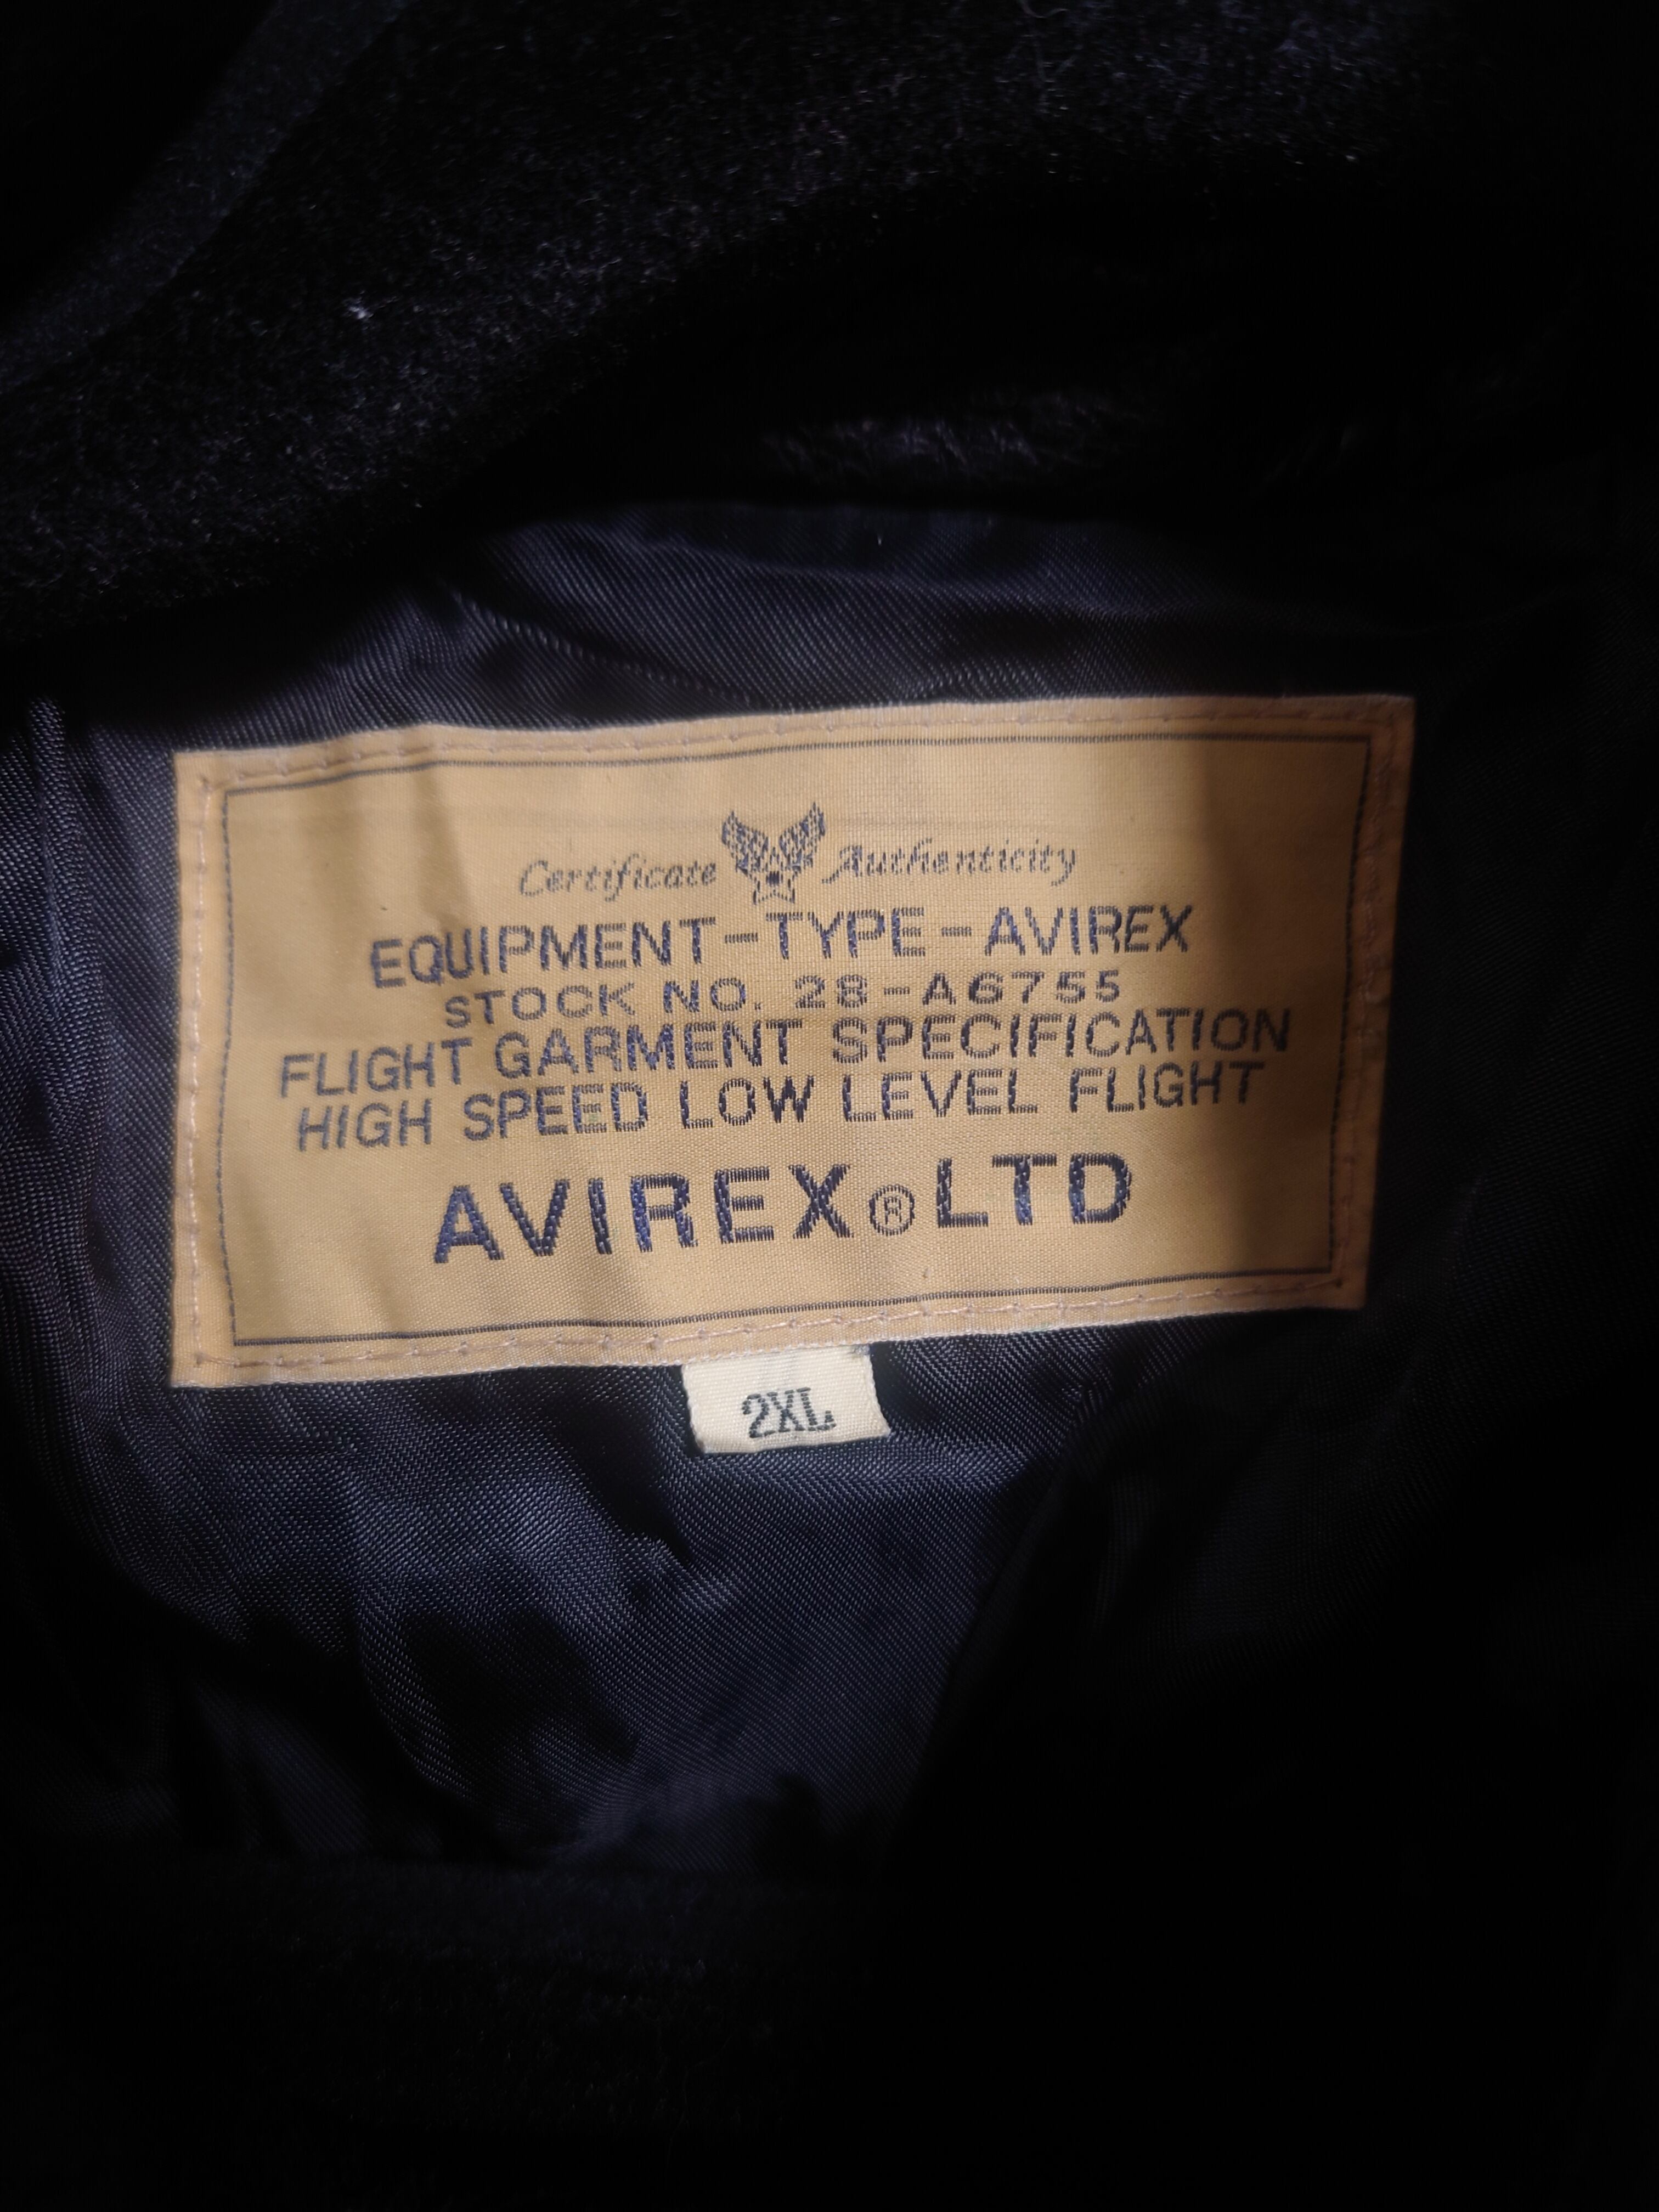 Certificate Authenticity
EQUIPMENT-TYPE-AVIREX
STOCK NO. 28-A6755
FLIGHT GARMENT SPECIFICATION
HIGH SPEED LOW LEVEL FLIGHT
AVIREX® LTD
2XL